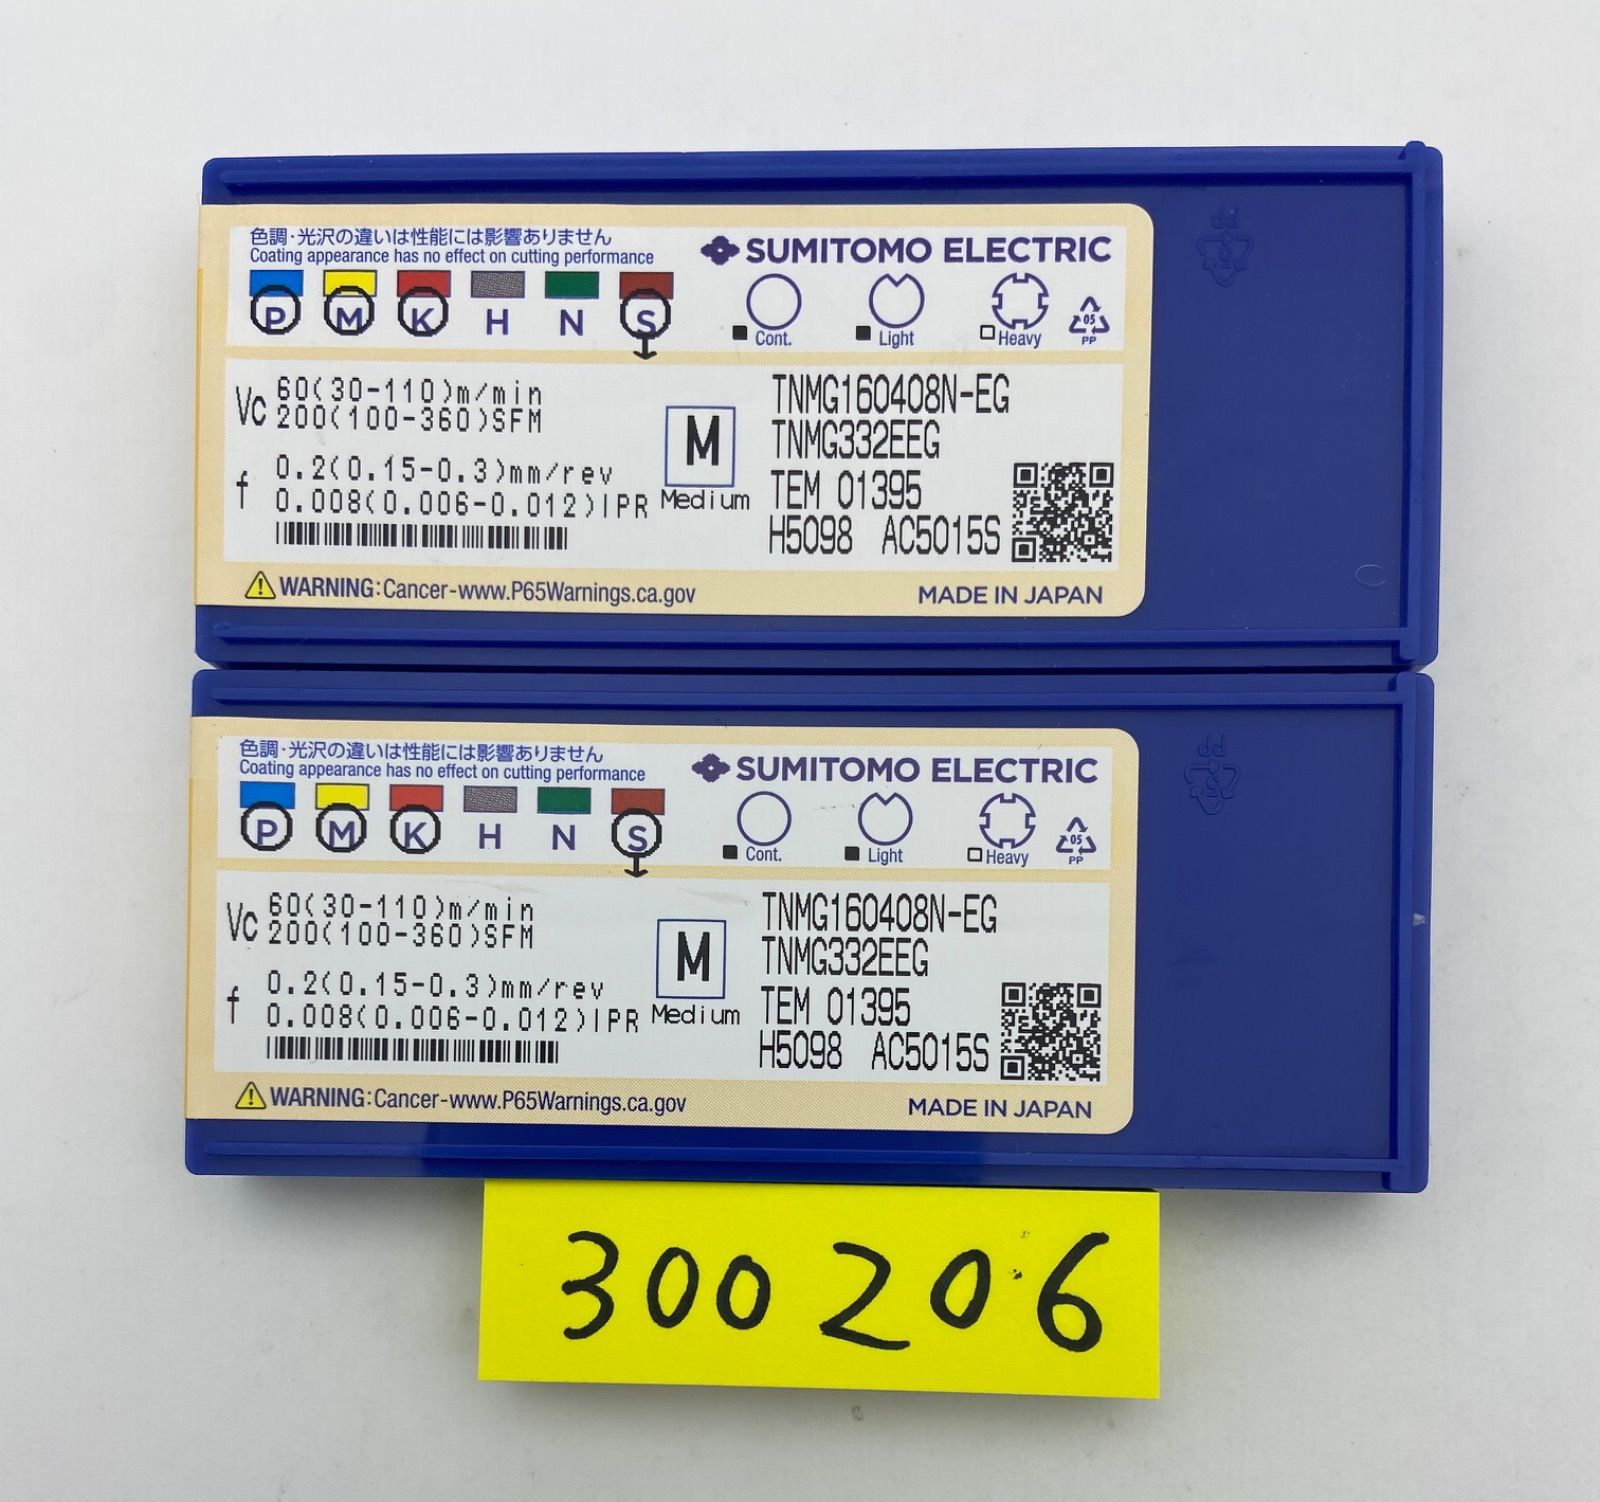 色調・光沢の違いは性能には影響ありません
Coating appearance has no effect on cutting performance
SUMITOMO ELECTRIC
P M K H N S
Cont. Light Heavy
05
PP
Vc 60(30-110)m/min
200(100-360)SFM
f 0.2(0.15-0.3)mm/rev
0.008(0.006-0.012)IPR
M
Medium
TNMG160408N-EG
TNMG332EEG
TEM 01395
H5098 AC5015S
WARNING:Cancer-www.P65Warnings.ca.gov
MADE IN JAPAN
PP
5
色調・光沢の違いは性能には影響ありません
Coating appearance has no effect on cutting performance
SUMITOMO ELECTRIC
P M K H N S
Cont. Light Heavy
05
PP
Vc 60(30-110)m/min
200(100-360)SFM
f 0.2(0.15-0.3)mm/rev
0.008(0.006-0.012)IPR
M
Medium
TNMG160408N-EG
TNMG332EEG
TEM 01395
H5098 AC5015S
WARNING:Cancer-www.P65Warnings.ca.gov
MADE IN JAPAN
PP
5
300206